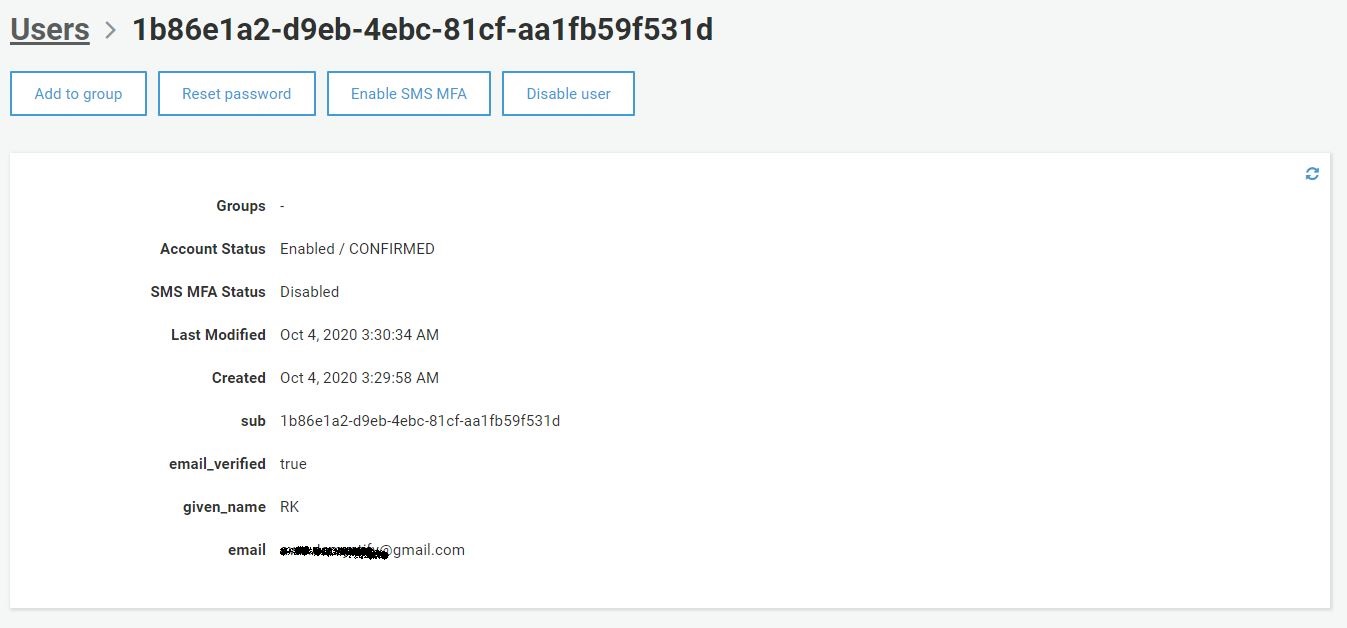 Users > 1b86e1a2-d9eb-4ebc-81cf-aa1fb59f531d
Add to group Reset password Enable SMS MFA Disable user
Groups -
Account Status Enabled / CONFIRMED
SMS MFA Status Disabled
Last Modified Oct 4, 2020 3:30:34 AM
Created Oct 4, 2020 3:29:58 AM
sub 1b86e1a2-d9eb-4ebc-81cf-aa1fb59f531d
email_verified true
given_name RK
email @gmail.com